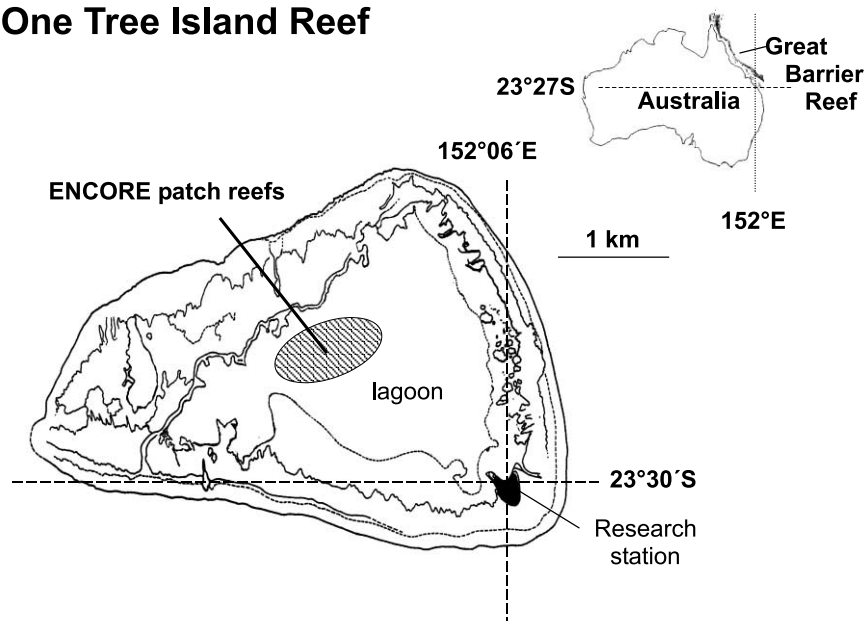 One Tree Island Reef
Great
Barrier
Reef
23°27S
Australia
152°06´E
ENCORE patch reefs
152°E
1 km
lagoon
23°30´S
Research
station